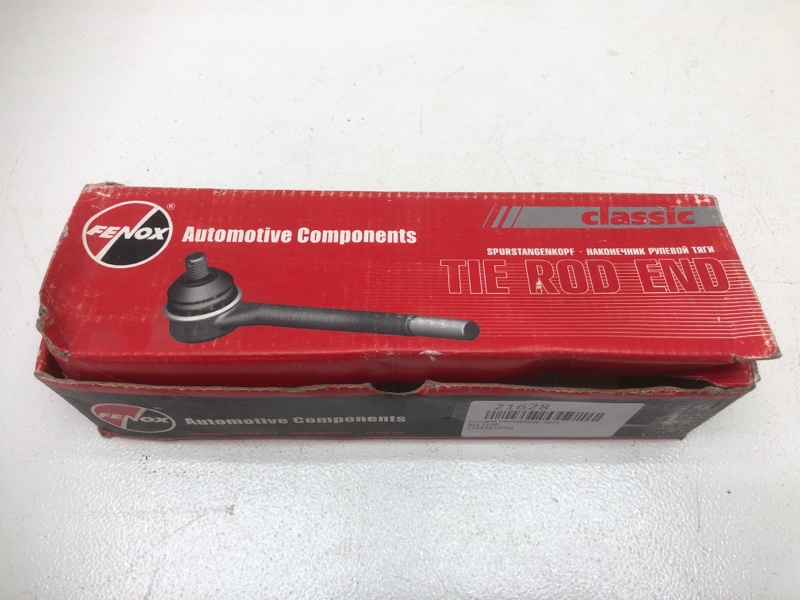 FENOX ®
Automotive Components
classic
SPURSTANGENKOPF · НАКОНЕЧНИК РУЛЕВОЙ ТЯГИ
TIE ROD END
FENOX
Automotive Components
21628